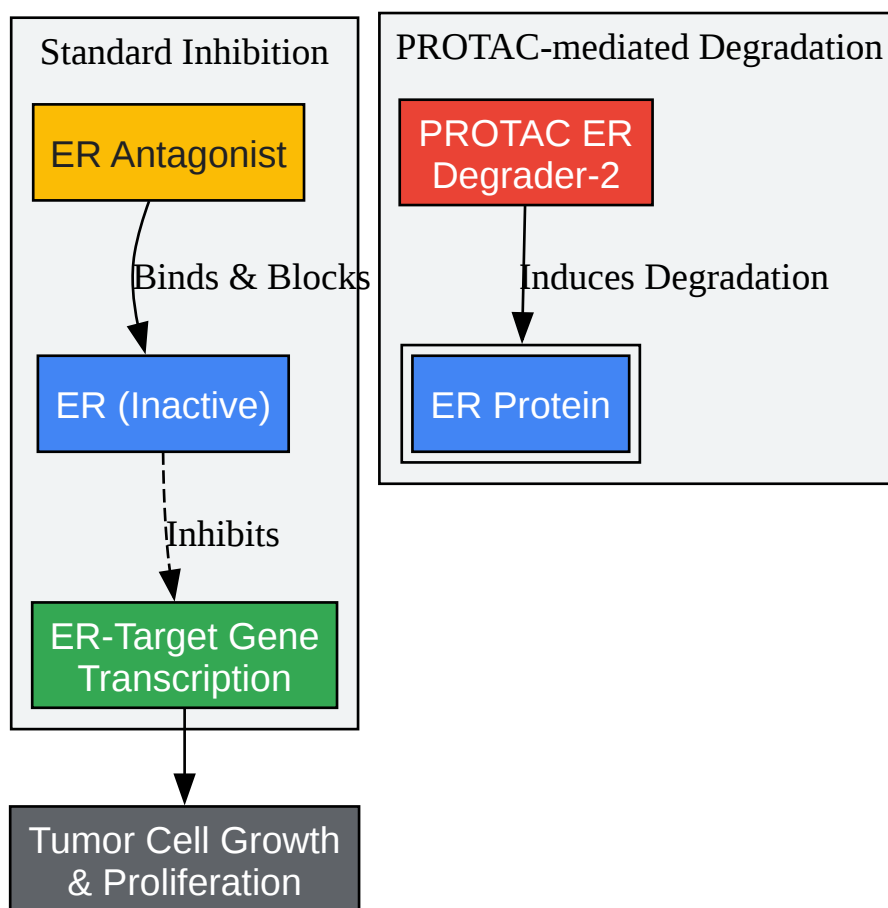 Standard Inhibition
ER Antagonist
Binds & Blocks
ER (Inactive)
Inhibits
ER-Target Gene
Transcription
Tumor Cell Growth
& Proliferation
PROTAC-mediated Degradation
PROTAC ER
Degrader-2
Induces Degradation
ER Protein